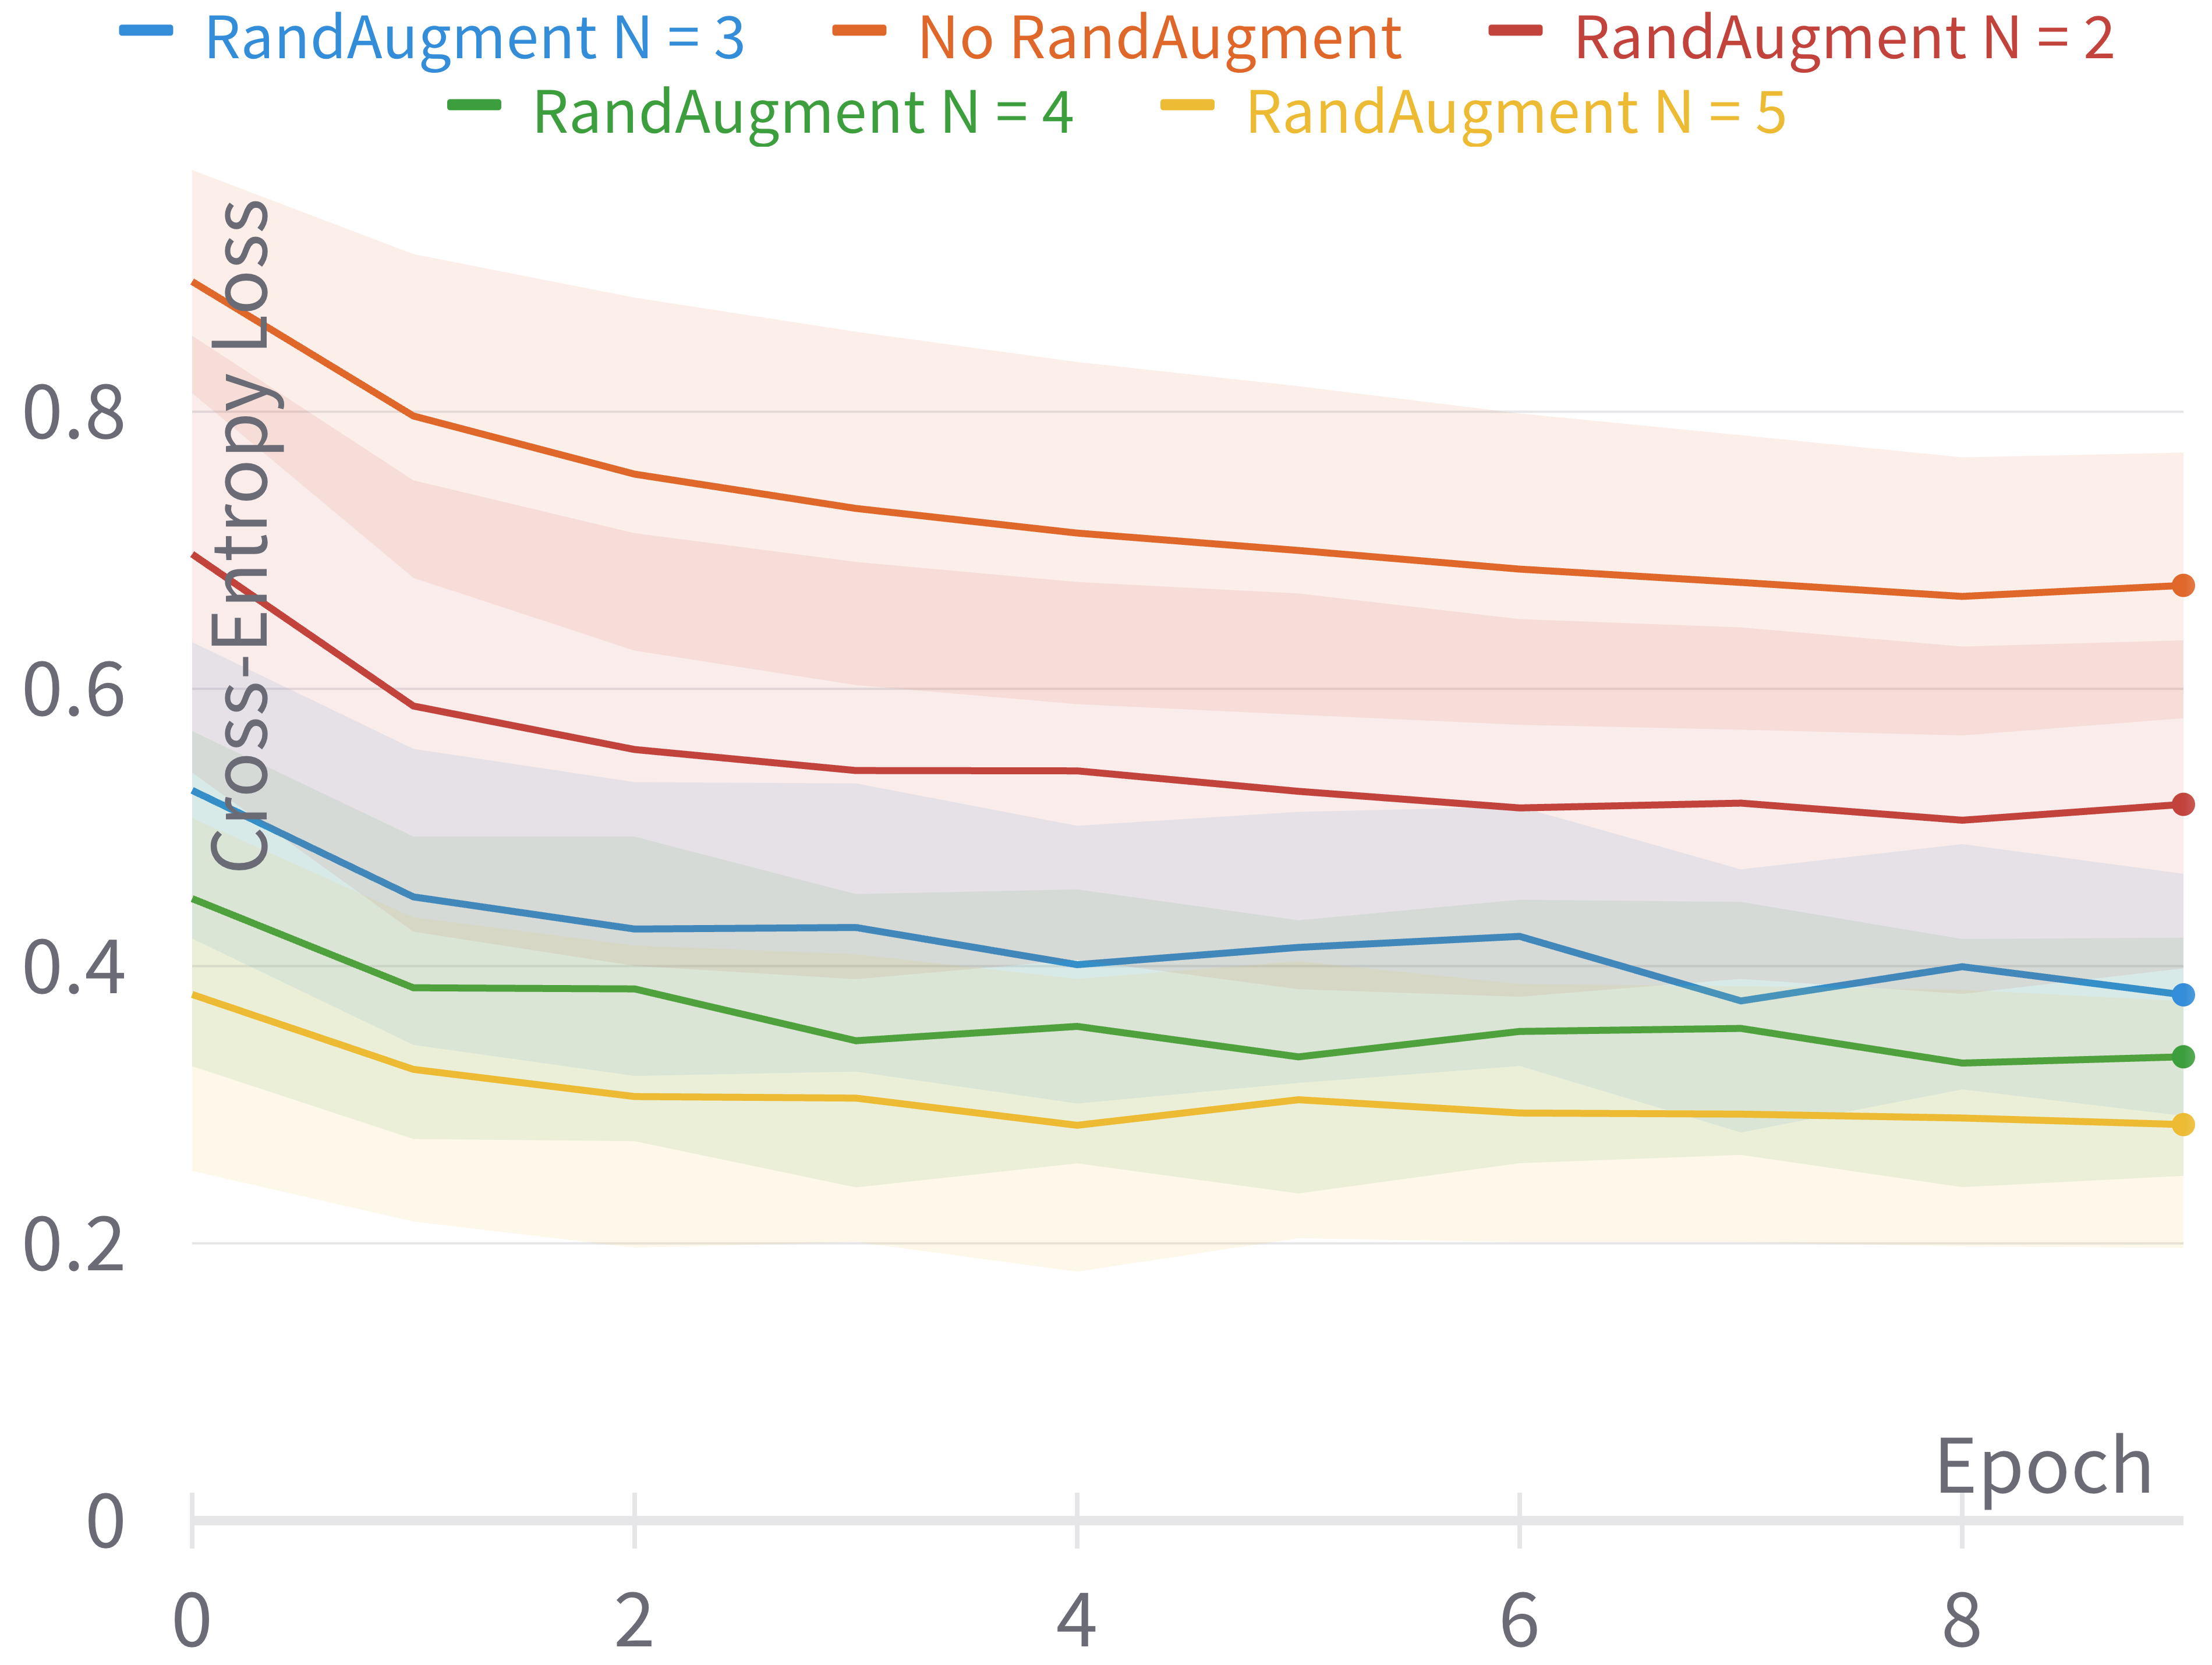 RandAugment N = 3 No RandAugment RandAugment N = 2
RandAugment N = 4 RandAugment N = 5
Cross-Entropy Loss
0.8
0.6
0.4
0.2
0
Epoch
0 2 4 6 8